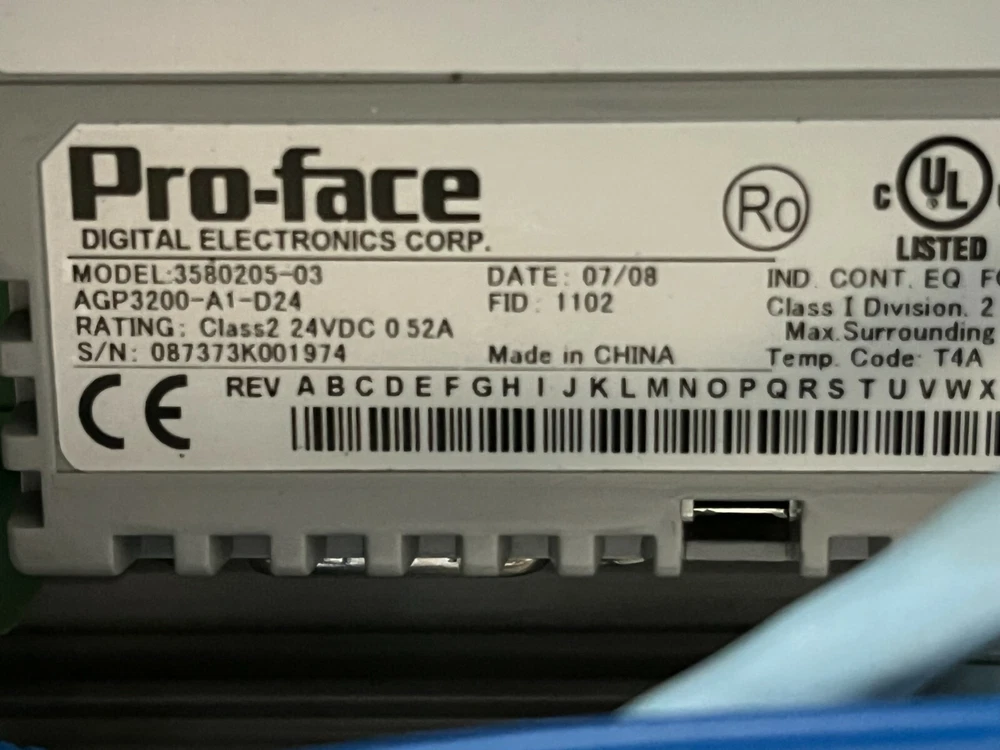 Pro-face
DIGITAL ELECTRONICS CORP.
Ro
C UL
LISTED
MODEL:3580205-03
AGP3200-A1-D24
RATING: Class2 24VDC 0.52A
S/N: 087373K001974
DATE: 07/08
FID: 1102
Made in CHINA
IND. CONT. EQ
Class I Division. 2
Max.Surrounding
Temp. Code: T4A
CE
REV A B C D E F G H I J K L M N O P Q R S T U V W X